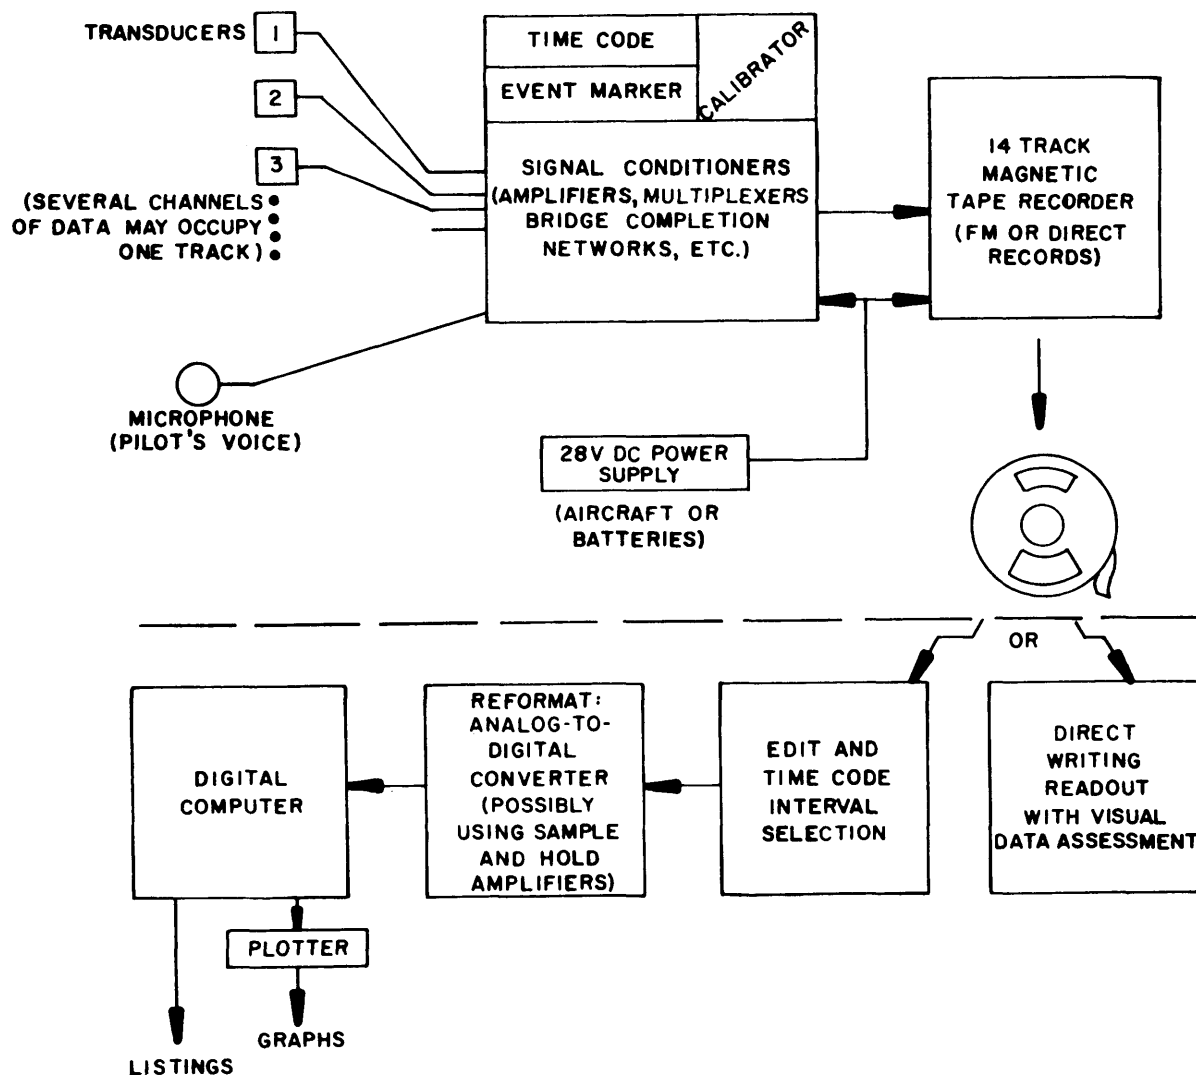 TRANSDUCERS
1
2
3
(SEVERAL CHANNELS
OF DATA MAY OCCUPY
ONE TRACK)
TIME CODE
EVENT MARKER
CALIBRATOR
SIGNAL CONDITIONERS
(AMPLIFIERS, MULTIPLEXERS
BRIDGE COMPLETION
NETWORKS, ETC.)
14 TRACK
MAGNETIC
TAPE RECORDER
(FM OR DIRECT
RECORDS)
MICROPHONE
(PILOT'S VOICE)
28V DC POWER
SUPPLY
(AIRCRAFT OR
BATTERIES)
OR
DIGITAL
COMPUTER
REFORMAT:
ANALOG-TO-
DIGITAL
CONVERTER
(POSSIBLY
USING SAMPLE
AND HOLD
AMPLIFIERS)
EDIT AND
TIME CODE
INTERVAL
SELECTION
DIRECT
WRITING
READOUT
WITH VISUAL
DATA ASSESSMENT
PLOTTER
GRAPHS
LISTINGS